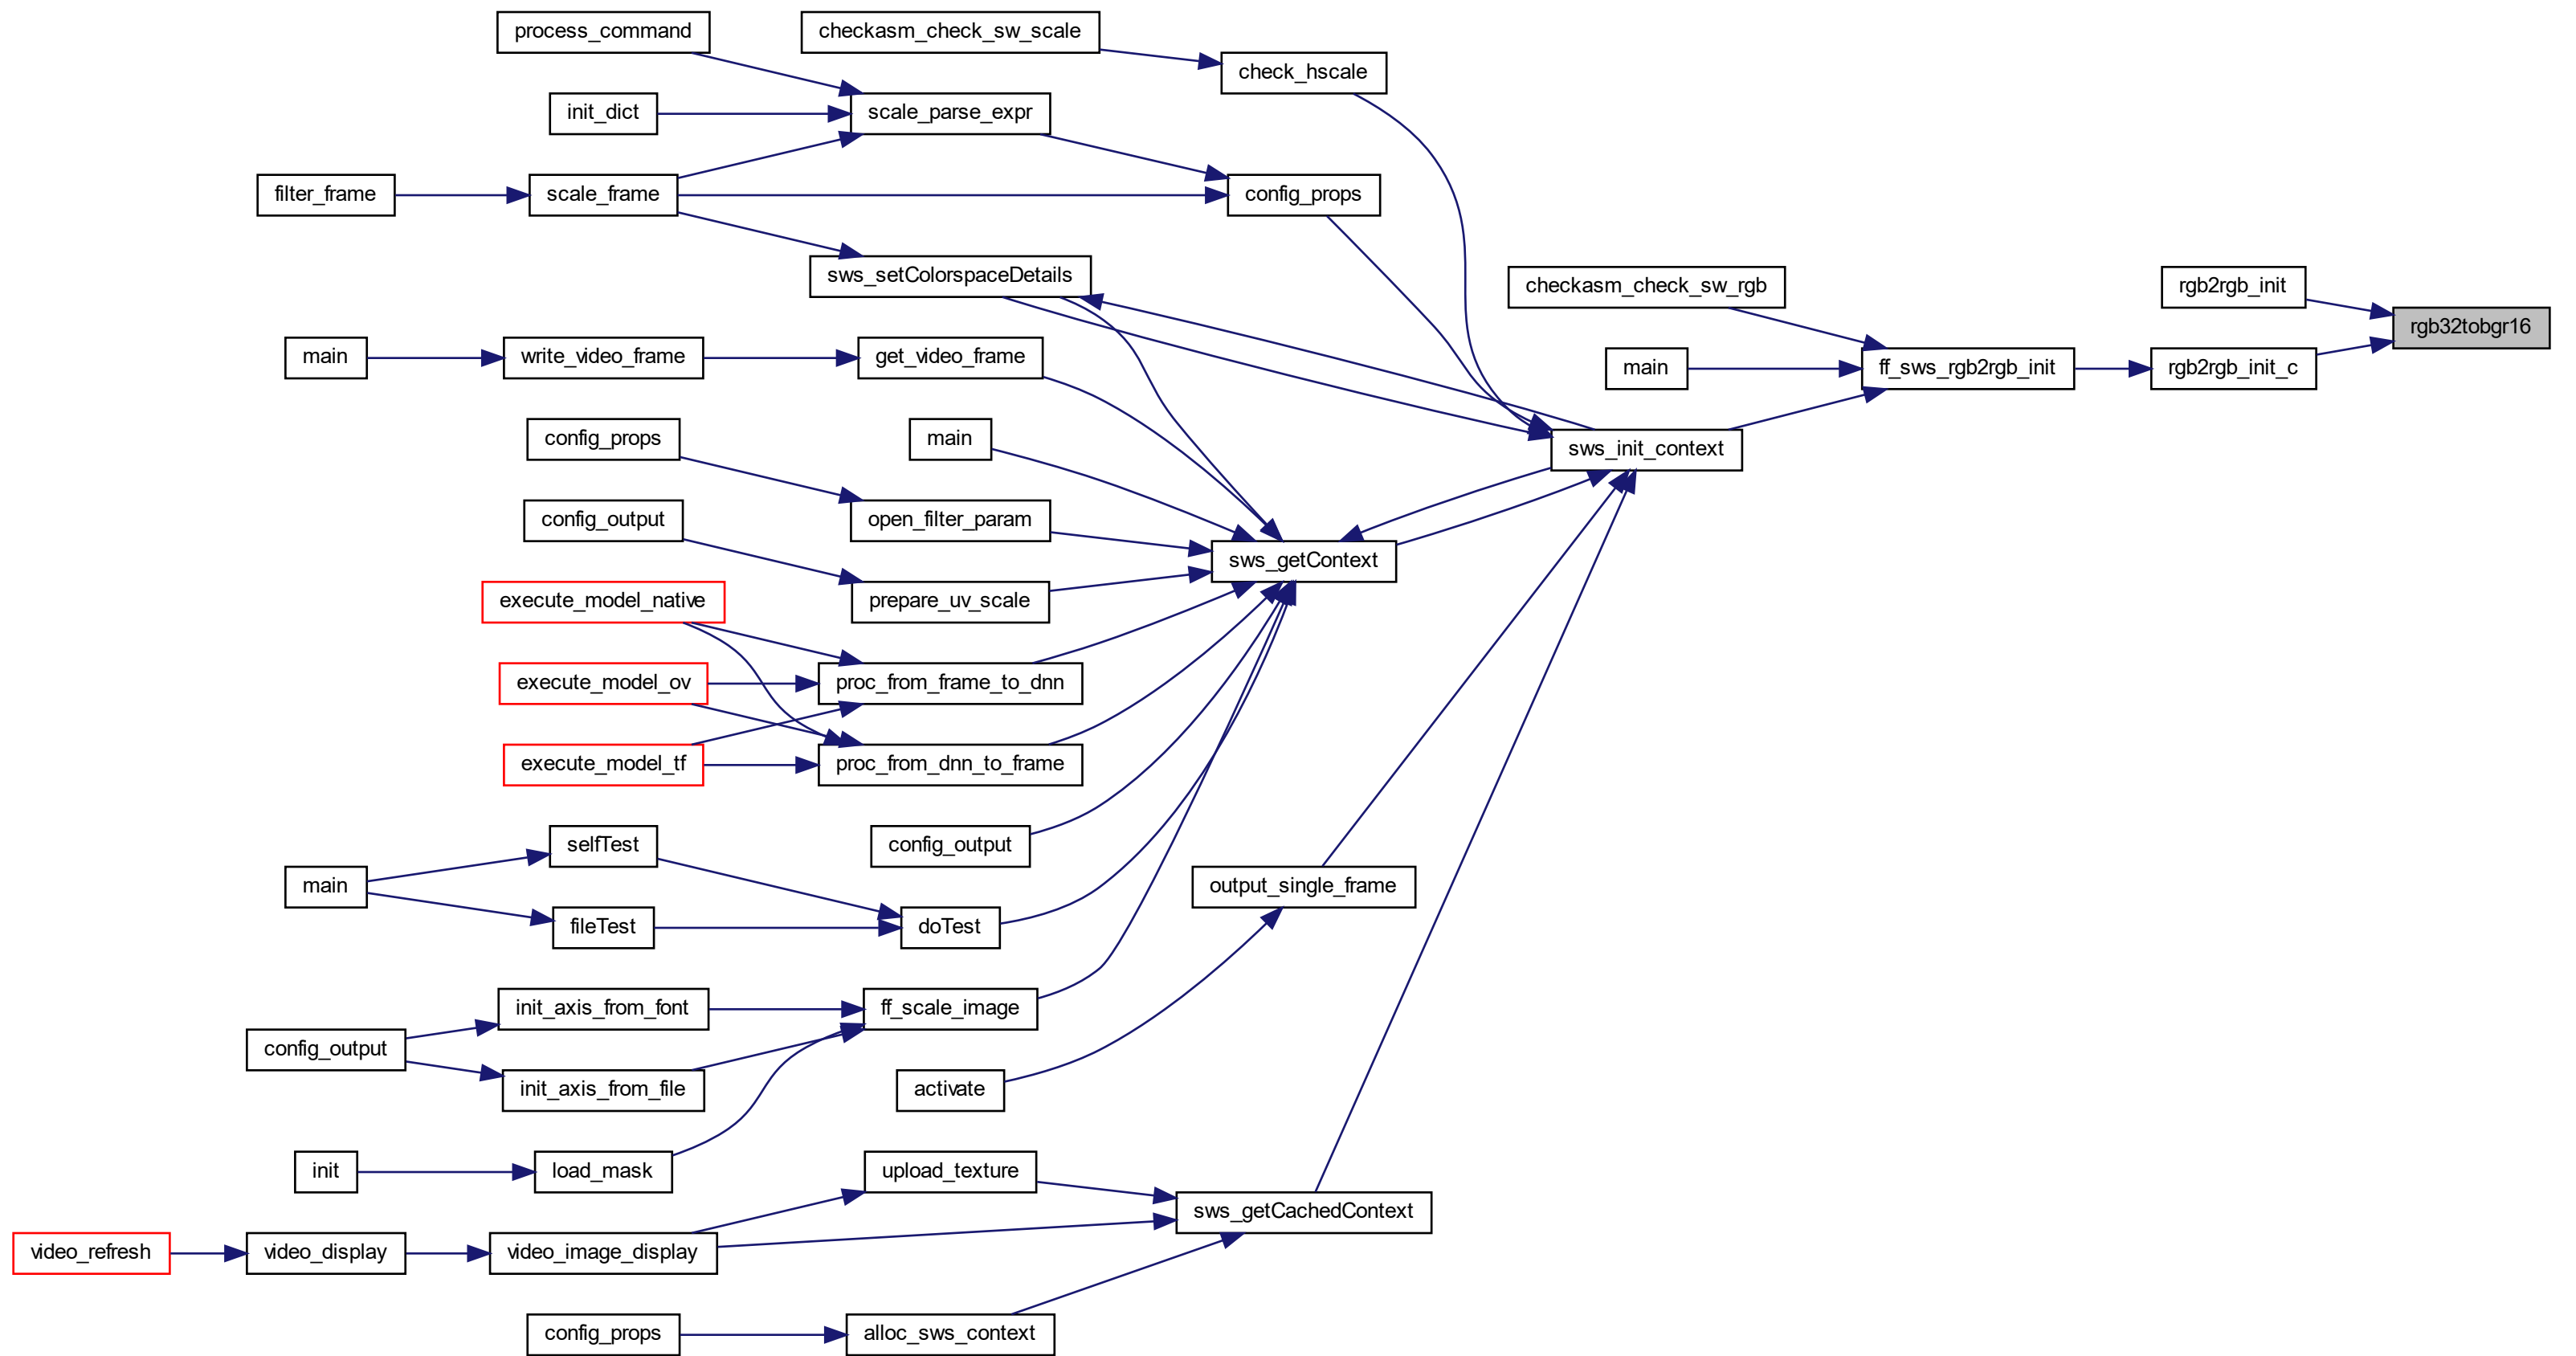 process_command
checkasm_check_sw_scale
check_hscale
init_dict
scale_parse_expr
filter_frame
scale_frame
config_props
sws_setColorspaceDetails
checkasm_check_sw_rgb
rgb2rgb_init
rgb32tobgr16
main
write_video_frame
get_video_frame
main
ff_sws_rgb2rgb_init
rgb2rgb_init_c
config_props
main
sws_init_context
config_output
open_filter_param
sws_getContext
execute_model_native
prepare_uv_scale
execute_model_ov
proc_from_frame_to_dnn
execute_model_tf
proc_from_dnn_to_frame
selfTest
config_output
main
output_single_frame
fileTest
doTest
init_axis_from_font
ff_scale_image
config_output
init_axis_from_file
activate
init
load_mask
upload_texture
sws_getCachedContext
video_refresh
video_display
video_image_display
config_props
alloc_sws_context